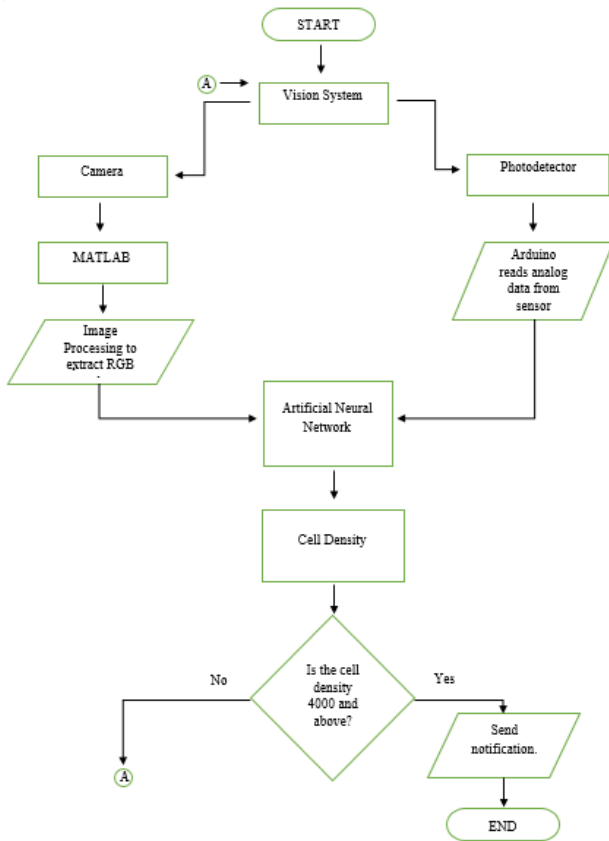 START
A
Vision System
Camera
Photodetector
MATLAB
Arduino
reads analog
data from
sensor
Image
Processing to
extract RGB
Artificial Neural
Network
Cell Density
Is the cell
density
4000 and
above?
No
Yes
A
Send
notification.
END